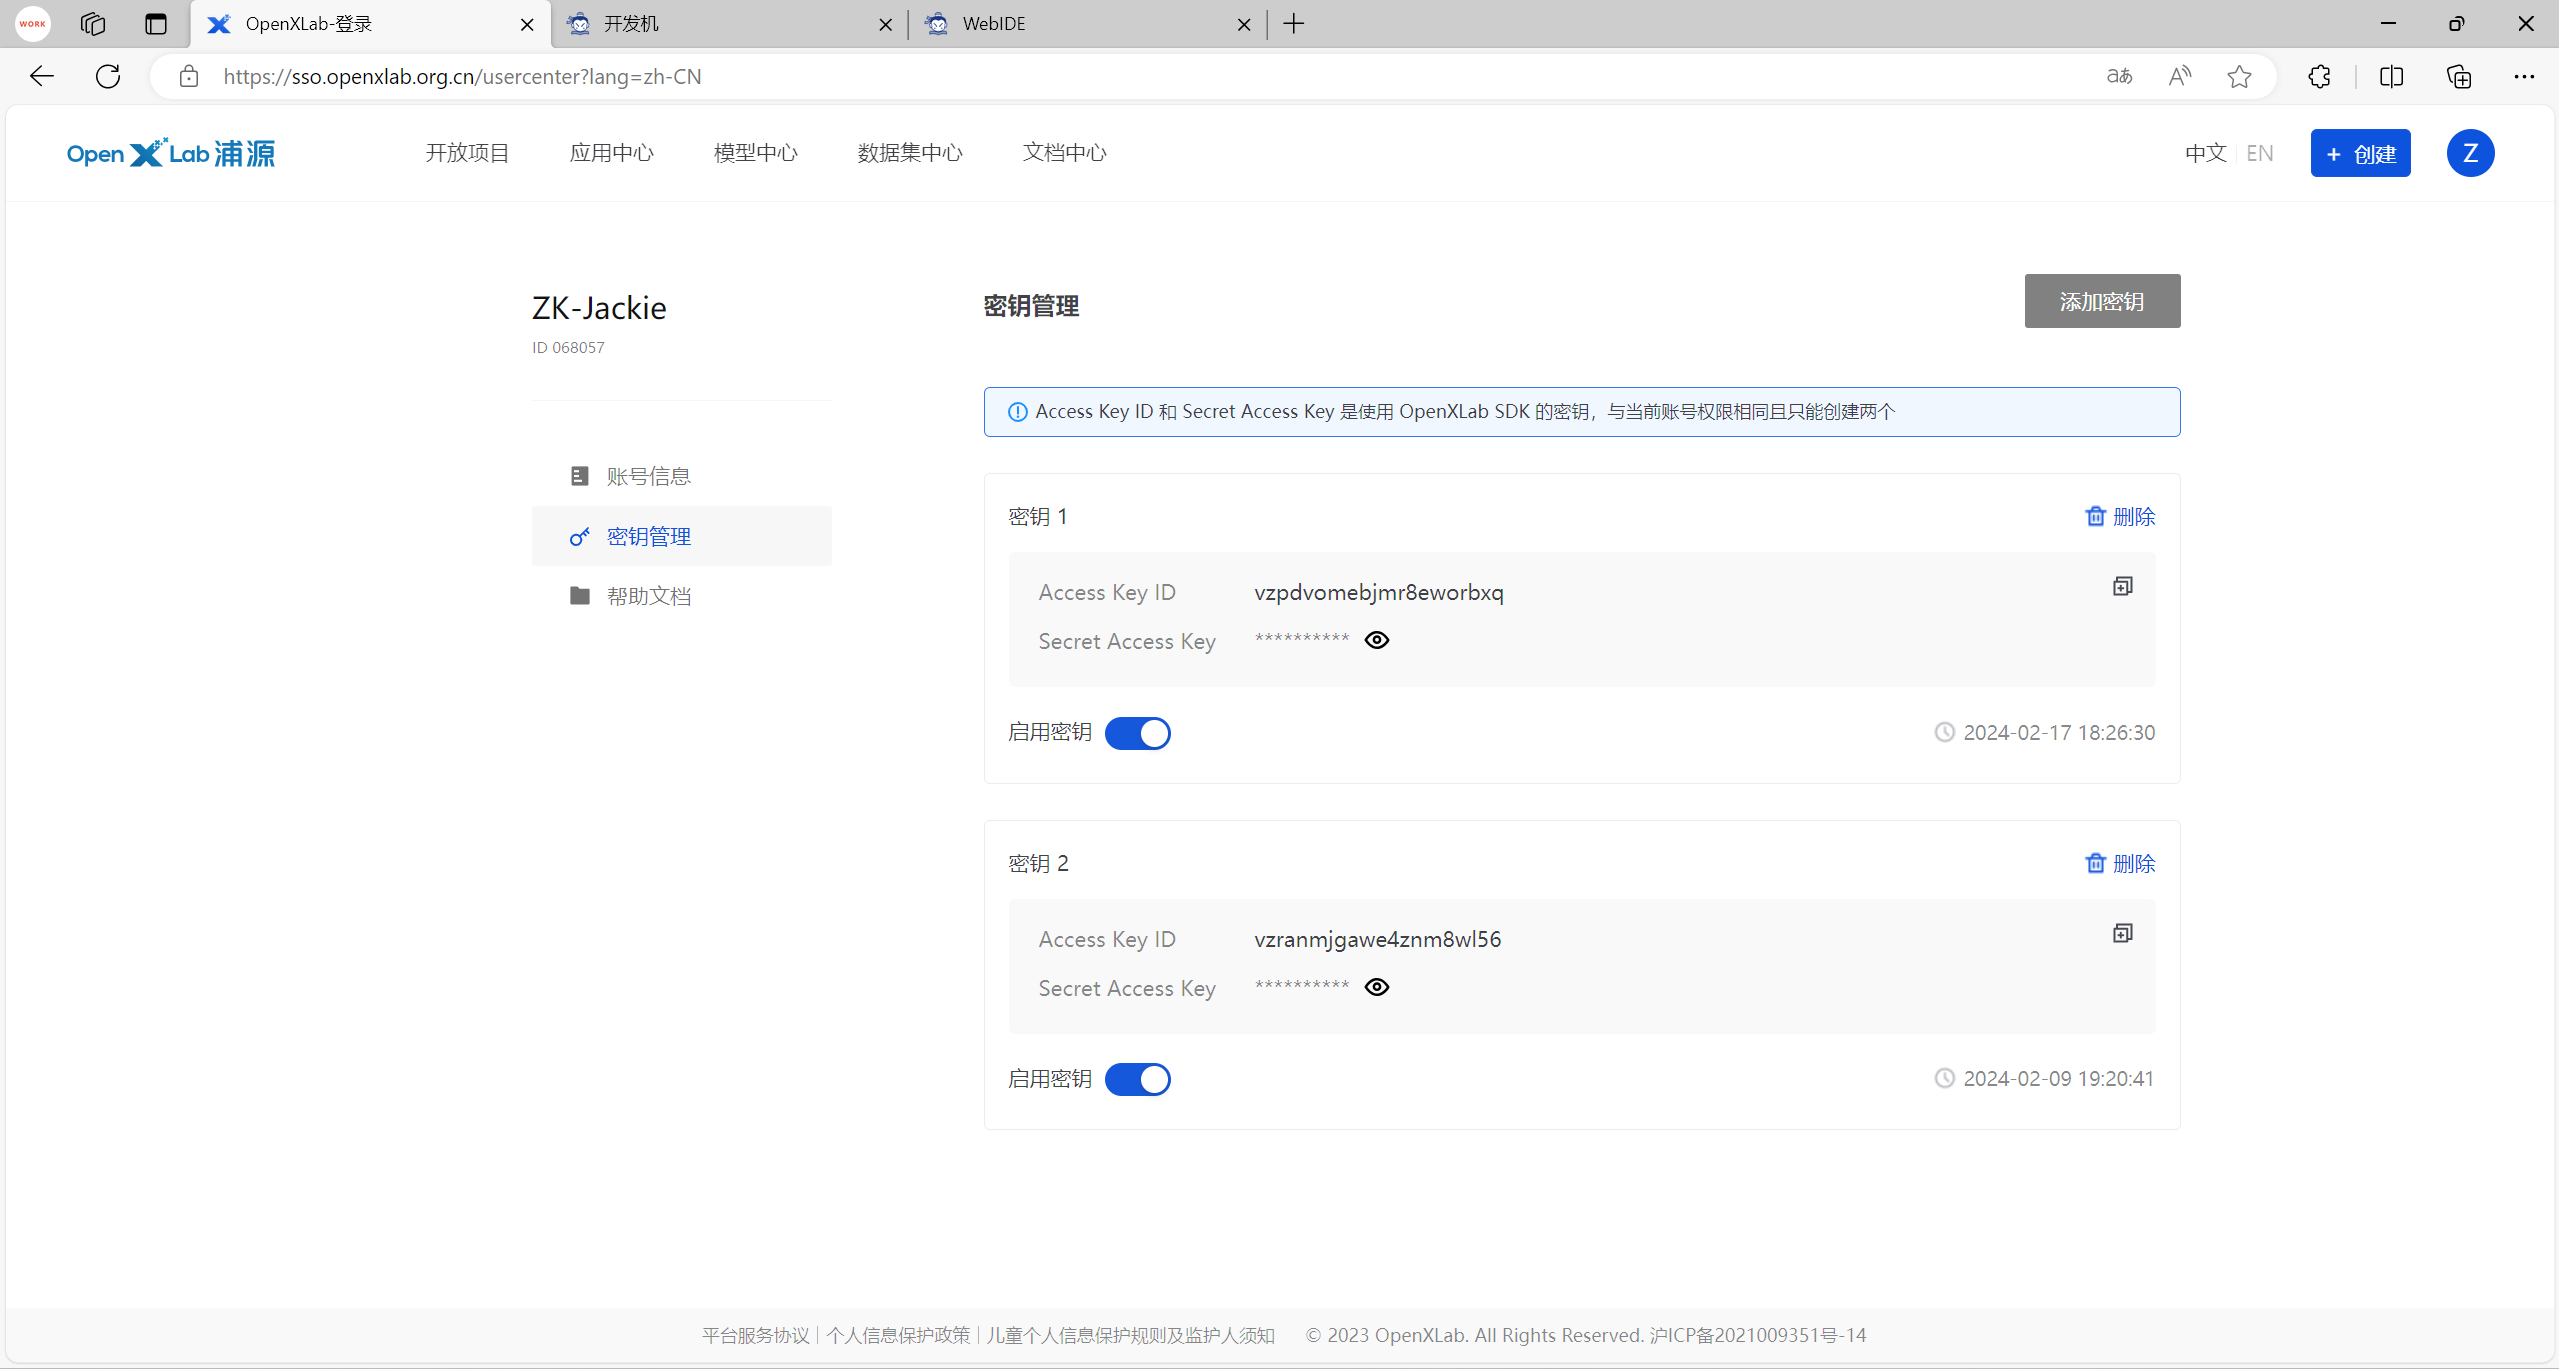 WORK
OpenXLab-登录
开发机
WebIDE
https://sso.openxlab.org.cn/usercenter?lang=zh-CN
OpenXLab浦源
开放项目
应用中心
模型中心
数据集中心
文档中心
中文
EN
+ 创建
Z
ZK-Jackie
ID 068057
账号信息
密钥管理
帮助文档
密钥管理
添加密钥
Access Key ID 和 Secret Access Key 是使用 OpenXLab SDK 的密钥，与当前账号权限相同且只能创建两个
密钥 1
删除
Access Key ID vzpdvomebjmr8eworbxq
Secret Access Key **********
启用密钥
2024-02-17 18:26:30
密钥 2
删除
Access Key ID vzranmjgawe4znm8wl56
Secret Access Key **********
启用密钥
2024-02-09 19:20:41
平台服务协议 | 个人信息保护政策 | 儿童个人信息保护规则及监护人须知 © 2023 OpenXLab. All Rights Reserved. 沪ICP备2021009351号-14